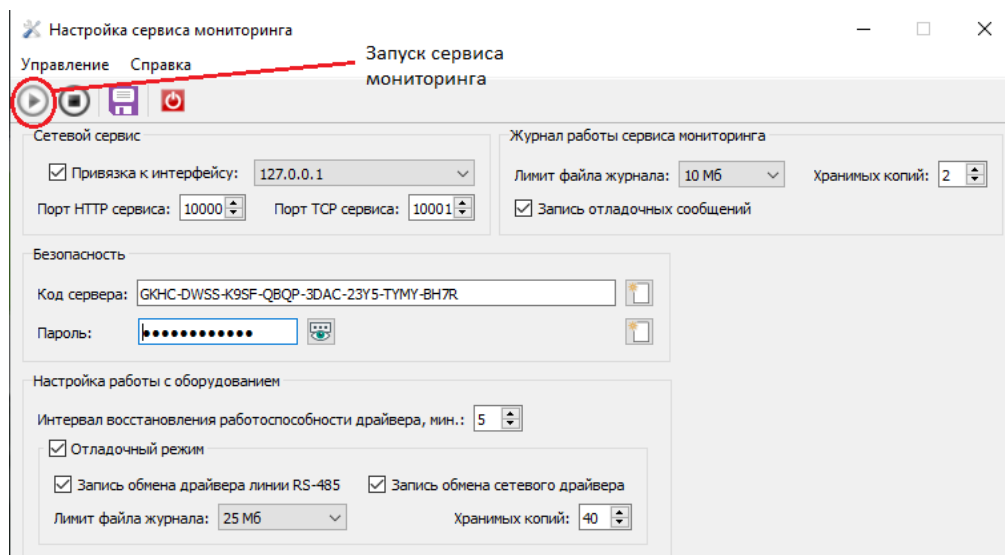 Настройка сервиса мониторинга
Управление Справка
Запуск сервиса
мониторинга
Сетевой сервис
Привязка к интерфейсу: 127.0.0.1
Порт HTTP сервиса: 10000 Порт TCP сервиса: 10001
Журнал работы сервиса мониторинга
Лимит файла журнала: 10 Мб Хранимых копий: 2
Запись отладочных сообщений
Безопасность
Код сервера: GKHC-DWSS-K9SF-QBQP-3DAC-23Y5-TYMY-BH7R
Пароль: ●●●●●●●●●●●●
Настройка работы с оборудованием
Интервал восстановления работоспособности драйвера, мин.: 5
Отладочный режим
Запись обмена драйвера линии RS-485 Запись обмена сетевого драйвера
Лимит файла журнала: 25 Мб Хранимых копий: 40